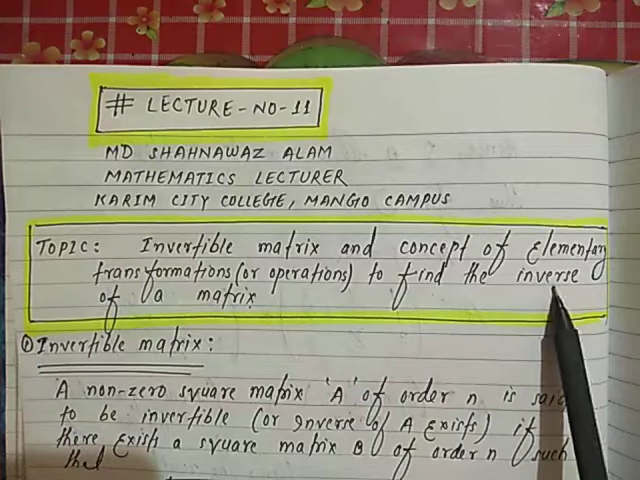 # LECTURE-NO-11
MD SHAHNAWAZ ALAM
MATHEMATICS LECTURER
KARIM CITY COLLEGE, MANGO CAMPUS
TOPIC: Invertible matrix and concept of Elementary
transformations (or operations) to find the inverse
of a matrix
① Invertible matrix:
A non-zero square matrix 'A' of order n is said
to be invertible (or Inverse of A Exists) if
there Exists a square matrix B of order n such
that